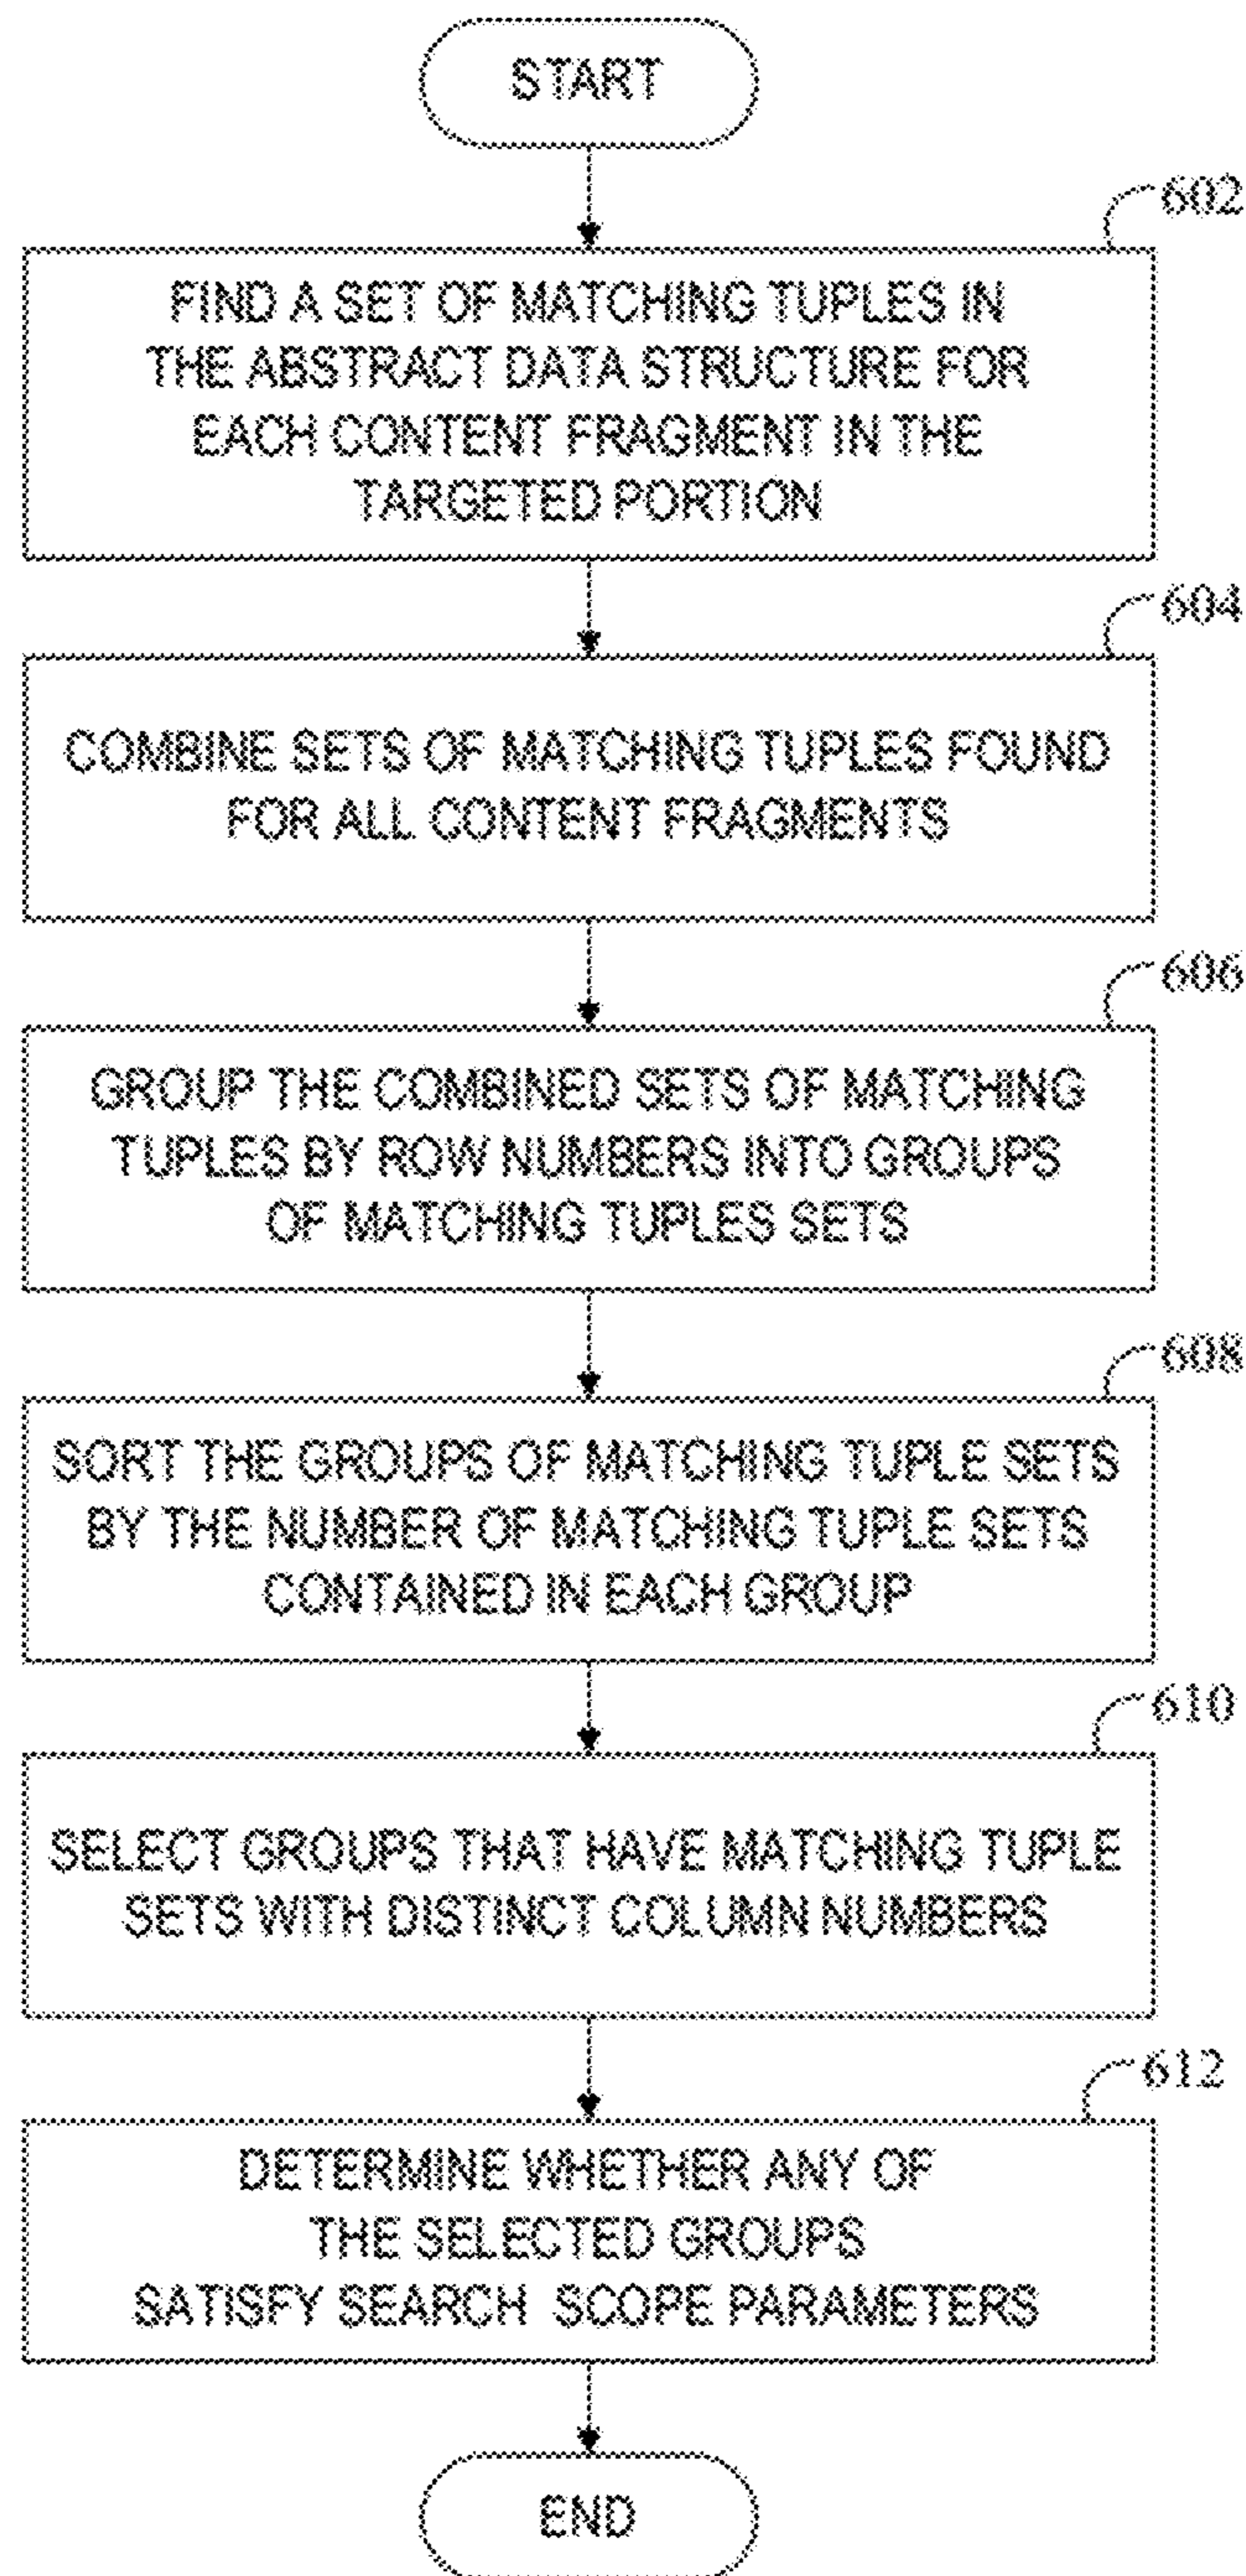 START
602
FIND A SET OF MATCHING TUPLES IN
THE ABSTRACT DATA STRUCTURE FOR
EACH CONTENT FRAGMENT IN THE
TARGETED PORTION
604
COMBINE SETS OF MATCHING TUPLES FOUND
FOR ALL CONTENT FRAGMENTS
606
GROUP THE COMBINED SETS OF MATCHING
TUPLES BY ROW NUMBERS INTO GROUPS
OF MATCHING TUPLES SETS
608
SORT THE GROUPS OF MATCHING TUPLE SETS
BY THE NUMBER OF MATCHING TUPLE SETS
CONTAINED IN EACH GROUP
610
SELECT GROUPS THAT HAVE MATCHING TUPLE
SETS WITH DISTINCT COLUMN NUMBERS
612
DETERMINE WHETHER ANY OF
THE SELECTED GROUPS
SATISFY SEARCH SCOPE PARAMETERS
END